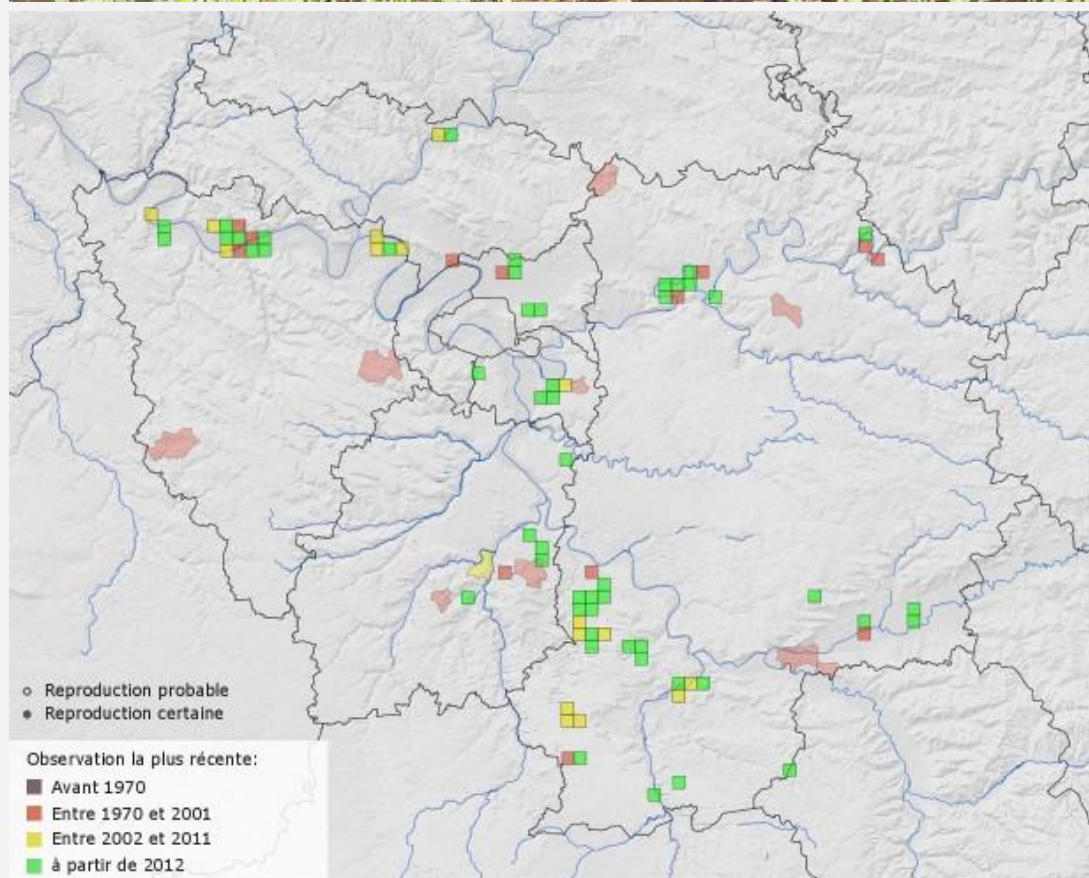 Reproduction probable
Reproduction certaine
Observation la plus récente:
Avant 1970
Entre 1970 et 2001
Entre 2002 et 2011
à partir de 2012